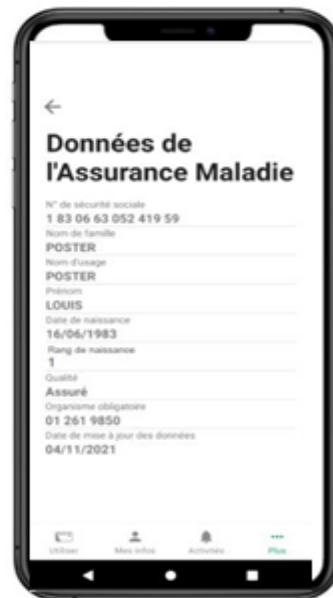 Données de
l'Assurance Maladie
N° de sécurité sociale
1 83 06 63 052 419 59
Nom de famille
POSTER
Nom d'usage
POSTER
Prénom
LOUIS
Date de naissance
16/06/1983
Rang de naissance
1
Qualité
Assuré
Organisme obligatoire
01 261 9850
Date de mise à jour des données
04/11/2021
Utiliser Mes infos Activités Plus